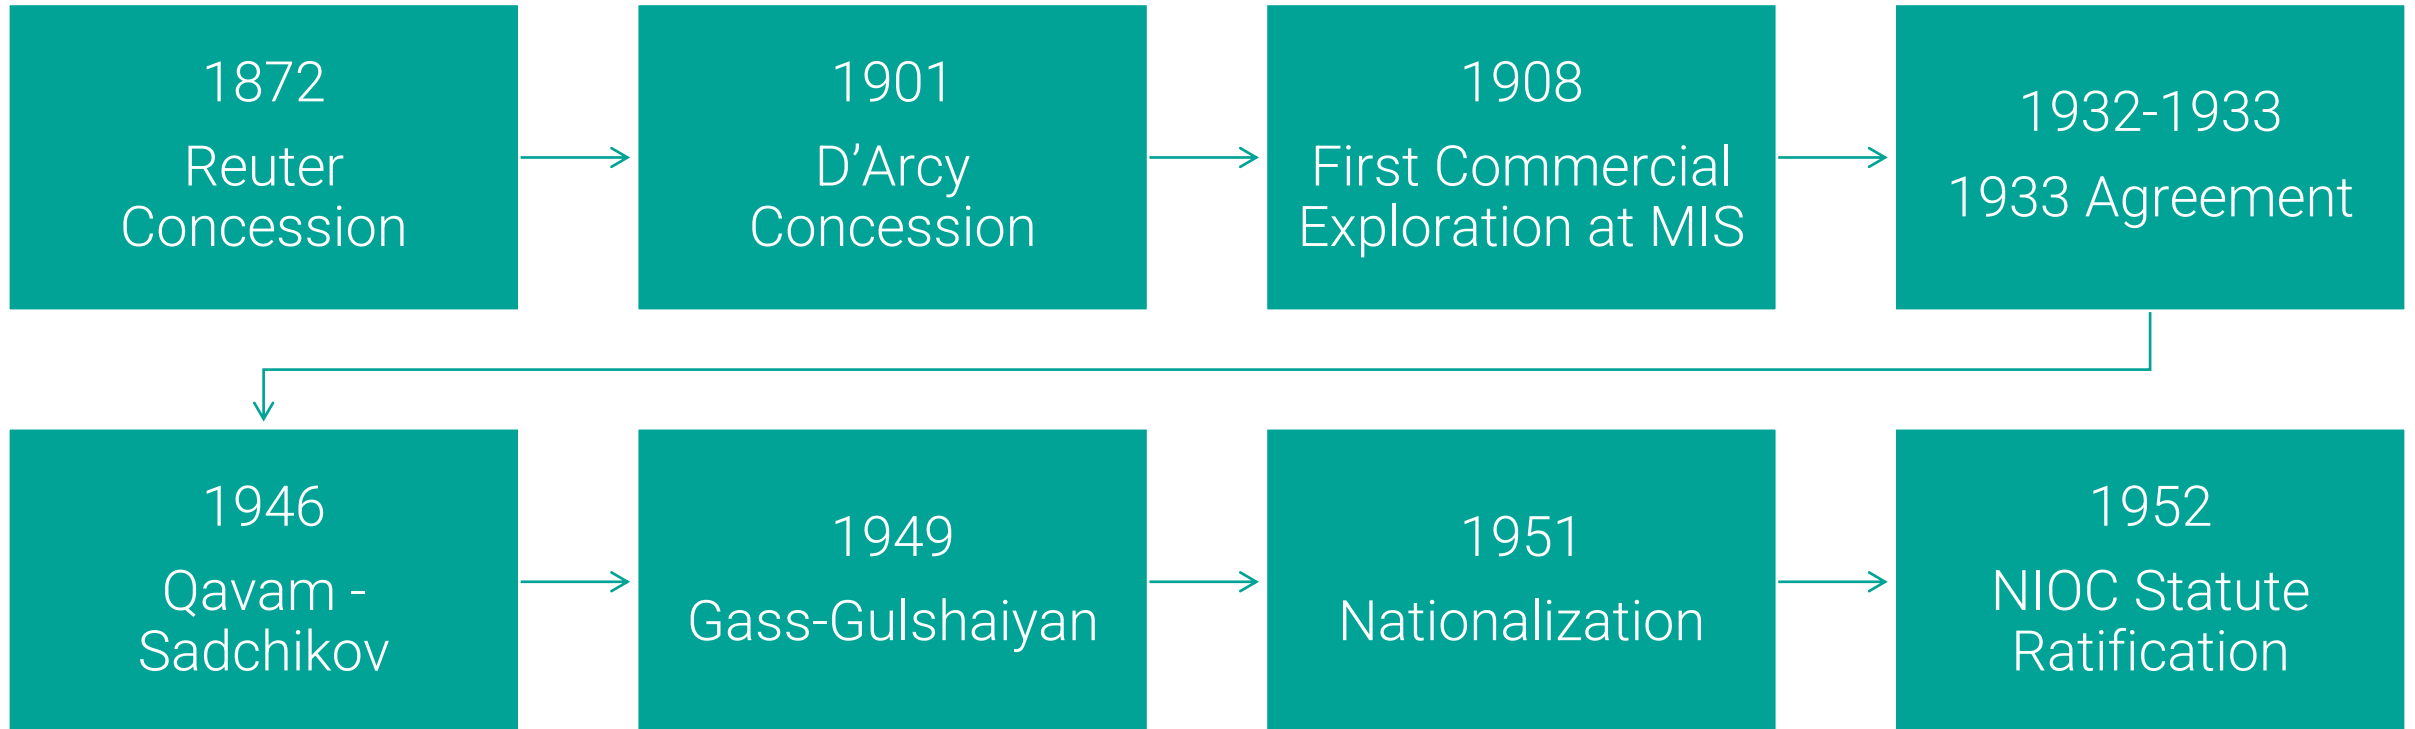 1872
Reuter
Concession
1901
D’Arcy
Concession
1908
First Commercial
Exploration at MIS
1932-1933
1933 Agreement
1946
Qavam -
Sadchikov
1949
Gass-Gulshaiyan
1951
Nationalization
1952
NIOC Statute
Ratification